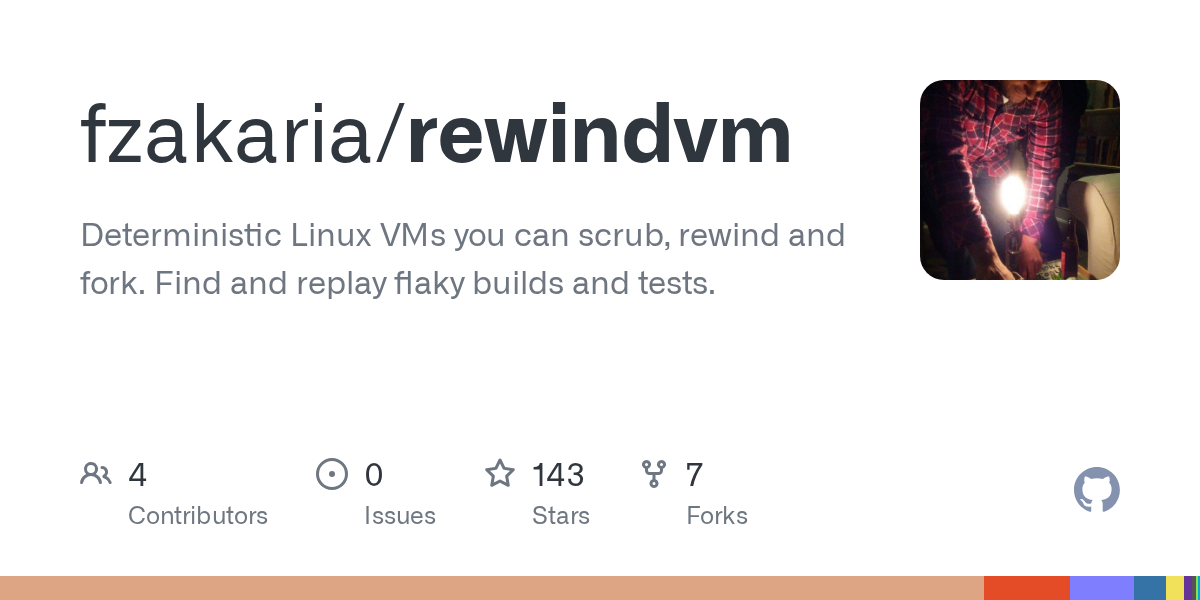 fzakaria/rewindvm
Deterministic Linux VMs you can scrub, rewind and
fork. Find and replay flaky builds and tests.
4
Contributors
0
Issues
143
Stars
7
Forks